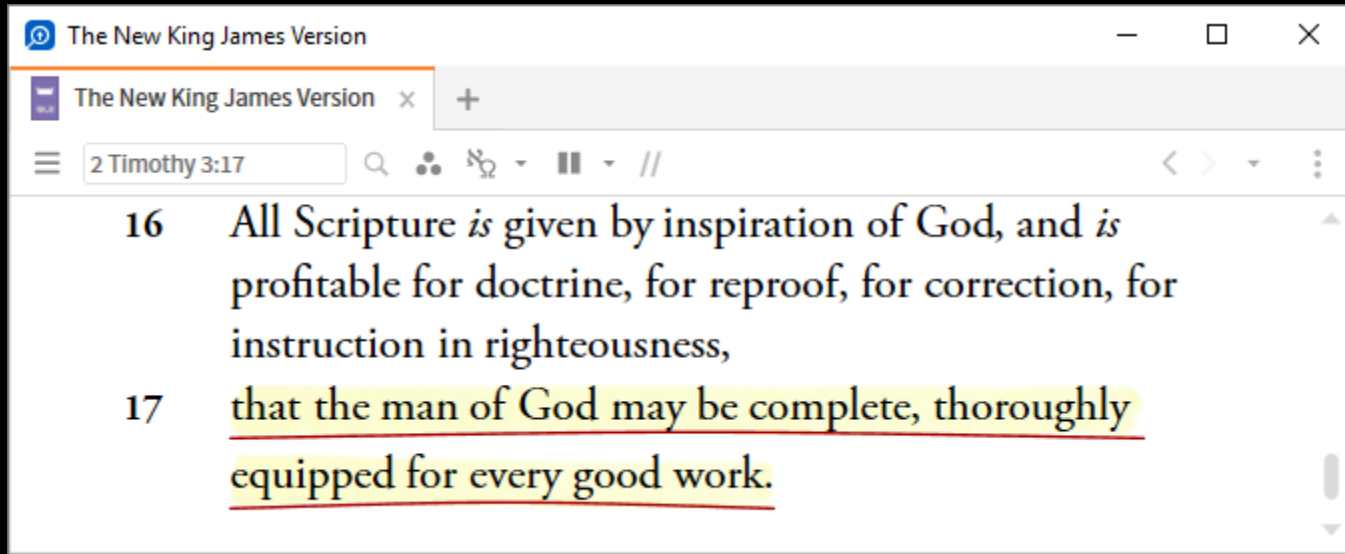 The New King James Version
The New King James Version
2 Timothy 3:17
16 All Scripture is given by inspiration of God, and is
profitable for doctrine, for reproof, for correction, for
instruction in righteousness,
17 that the man of God may be complete, thoroughly
equipped for every good work.